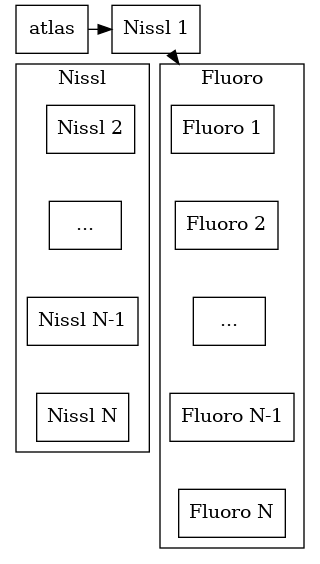 atlas
Nissl 1
Nissl
Nissl 2
...
Nissl N-1
Nissl N
Fluoro
Fluoro 1
Fluoro 2
...
Fluoro N-1
Fluoro N